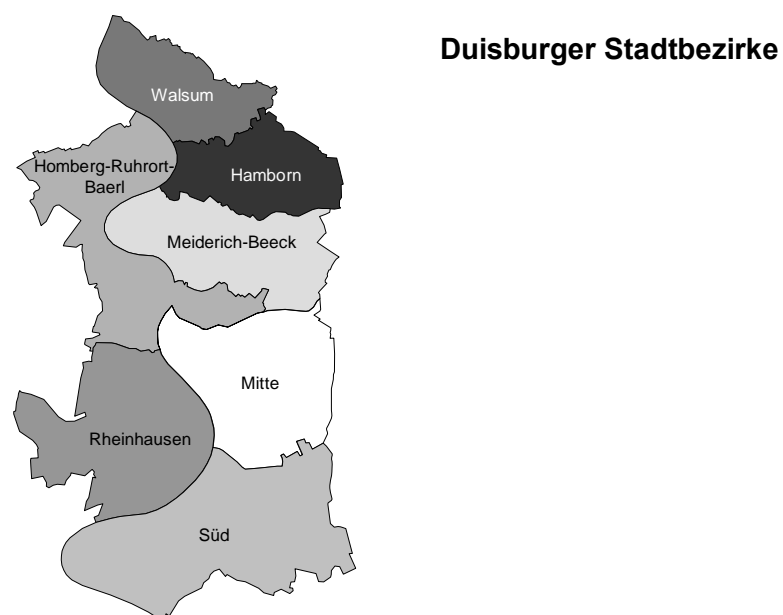 Duisburger Stadtbezirke
Walsum
Homberg-Ruhrort-
Baerl
Hamborn
Meiderich-Beeck
Mitte
Rheinhausen
Süd